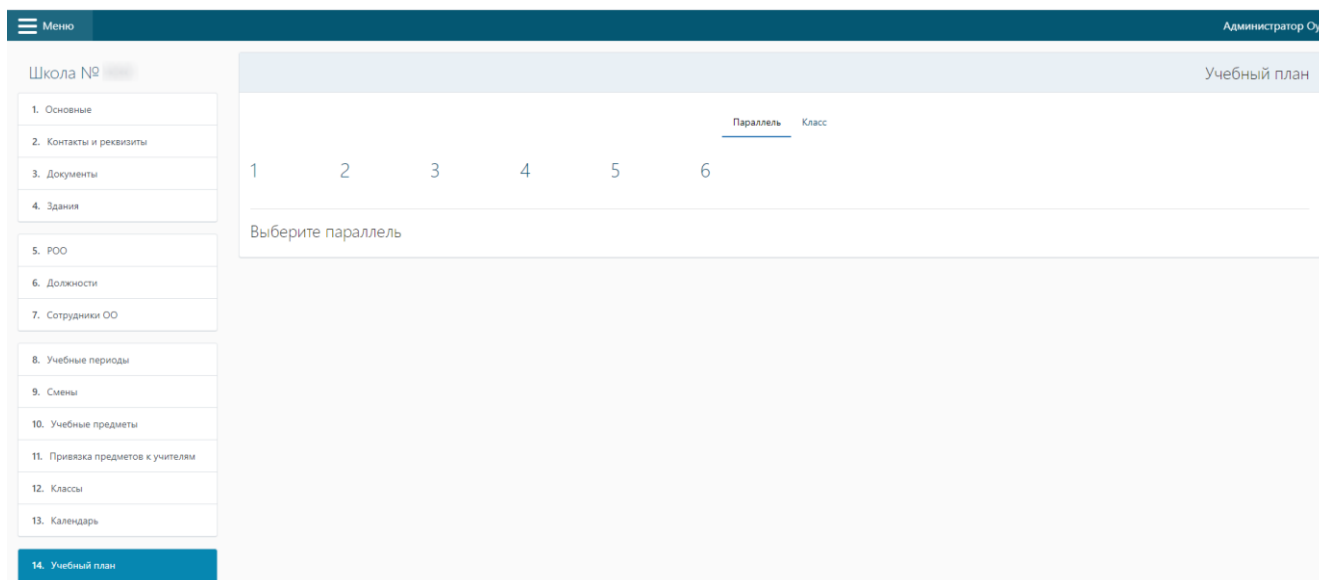 Меню
Администратор Оу
Школа №
Учебный план
1. Основные
2. Контакты и реквизиты
3. Документы
4. Здания
5. РОО
6. Должности
7. Сотрудники ОО
8. Учебные периоды
9. Смены
10. Учебные предметы
11. Привязка предметов к учителям
12. Классы
13. Календарь
14. Учебный план
Параллель Класс
1 2 3 4 5 6
Выберите параллель